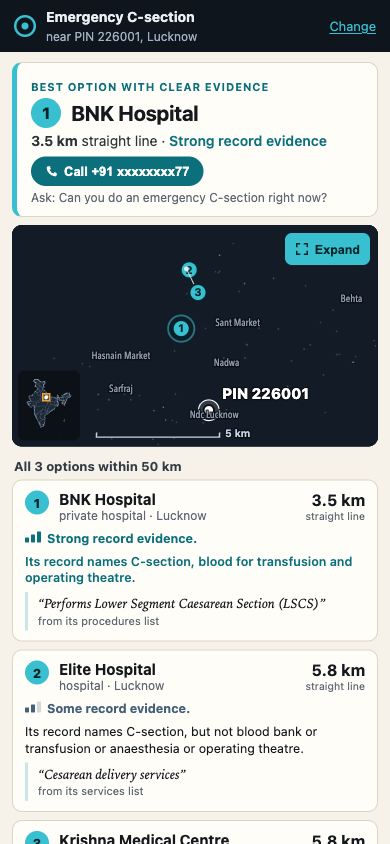 Emergency C-section
near PIN 226001, Lucknow
Change
BEST OPTION WITH CLEAR EVIDENCE
1 BNK Hospital
3.5 km straight line · Strong record evidence
Call +91 xxxxxxxx77
Ask: Can you do an emergency C-section right now?
Expand
2
3
Behta
1
Sant Market
Hasnain Market
Nadwa
Sarfraj
PIN 226001
Ndc Lucknow
5 km
All 3 options within 50 km
1 BNK Hospital 3.5 km
private hospital · Lucknow straight line
Strong record evidence.
Its record names C-section, blood for transfusion and
operating theatre.
“Performs Lower Segment Caesarean Section (LSCS)”
from its procedures list
2 Elite Hospital 5.8 km
hospital · Lucknow straight line
Some record evidence.
Its record names C-section, but not blood bank or
transfusion or anaesthesia or operating theatre.
“Cesarean delivery services”
from its services list
3 Krishna Medical Centre 5.8 km